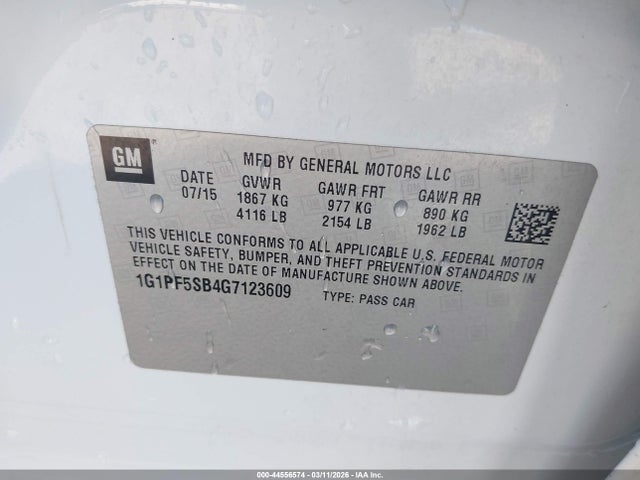 GM
MFD BY GENERAL MOTORS LLC
DATE GVWR GAWR FRT GAWR RR
07/15 1867 KG 977 KG 890 KG
4116 LB 2154 LB 1962 LB
THIS VEHICLE CONFORMS TO ALL APPLICABLE U.S. FEDERAL MOTOR
VEHICLE SAFETY, BUMPER, AND THEFT PREVENTION STANDARDS IN
EFFECT ON THE DATE OF MANUFACTURE SHOWN ABOVE.
1G1PF5SB4G7123609 TYPE: PASS CAR
000-44556574 - 03/11/2026 - IAAI.COM